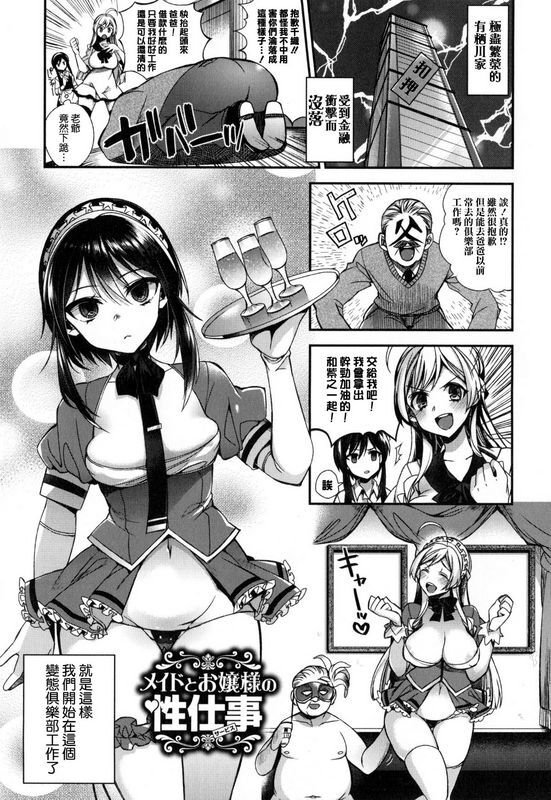 極盡繁榮的
有栖川家
扣押
受到金融
衝擊而
沒落
抱歉千織!!
都怪我不中用
害你們淪落成
這種樣子!
快抬起頭來
爸爸!
借款什麼的
只要我好好工作
還是可以還清的
老爺
竟然下跪…
ガバーッ
誒!真的!?
雖然很抱歉
但是能去爸爸以前
常去的俱樂部
工作嗎?
父
ケロ
交給我吧!
我會拿出
幹勁加油的!
和紫之一起!
誒
キャーッ
就是這樣
我們開始在這個
變態俱樂部工作了
メイドとお嬢様の
性仕事
サービス